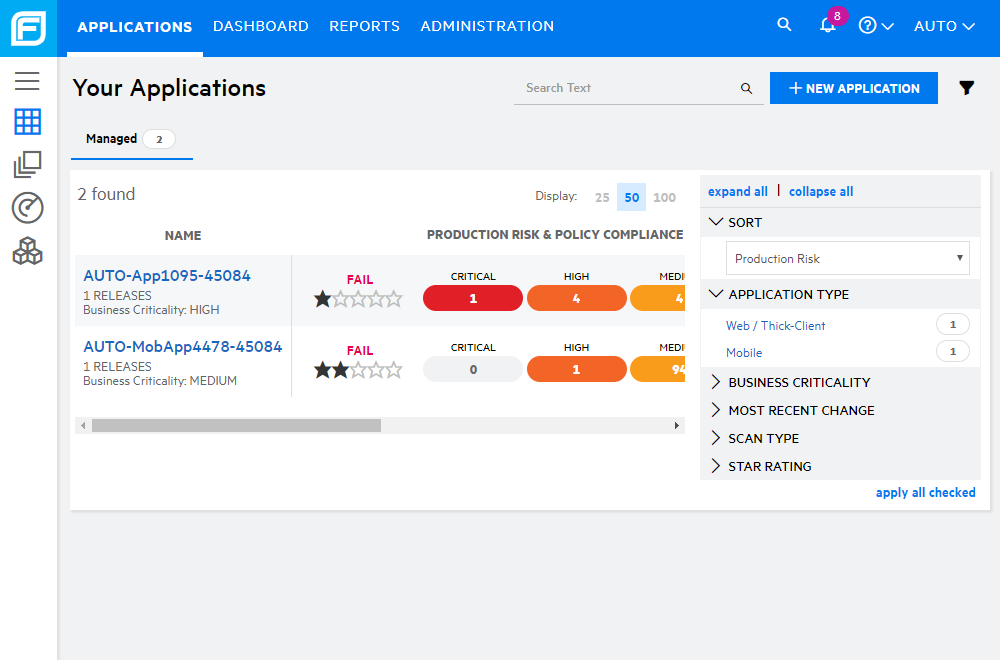 APPLICATIONS DASHBOARD REPORTS ADMINISTRATION 8 AUTO
Your Applications
Search Text
NEW APPLICATION
Managed 2
2 found
Display: 25 50 100
NAME PRODUCTION RISK & POLICY COMPLIANCE
AUTO-App1095-45084
1 RELEASES
Business Criticality: HIGH
FAIL
CRITICAL HIGH
1 4 4
AUTO-MobApp4478-45084
1 RELEASES
Business Criticality: MEDIUM
FAIL
CRITICAL HIGH
0 1 94
expand all | collapse all
SORT
Production Risk
APPLICATION TYPE
Web / Thick-Client 1
Mobile 1
BUSINESS CRITICALITY
MOST RECENT CHANGE
SCAN TYPE
STAR RATING
apply all checked